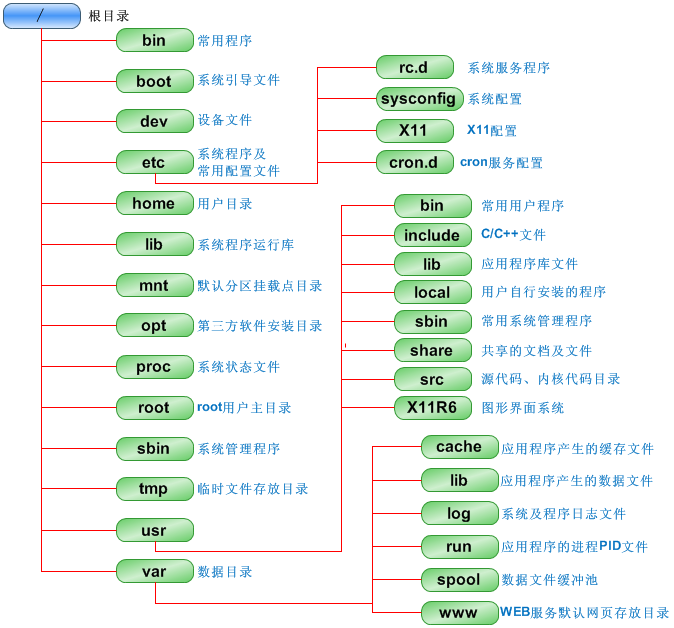 / 根目录
bin 常用程序
boot 系统引导文件
dev 设备文件
etc 系统程序及
常用配置文件
home 用户目录
lib 系统程序运行库
mnt 默认分区挂载点目录
opt 第三方软件安装目录
proc 系统状态文件
root root用户主目录
sbin 系统管理程序
tmp 临时文件存放目录
usr
var 数据目录
rc.d 系统服务程序
sysconfig 系统配置
X11 X11配置
cron.d cron服务配置
bin 常用用户程序
include C/C++文件
lib 应用程序库文件
local 用户自行安装的程序
sbin 常用系统管理程序
share 共享的文档及文件
src 源代码、内核代码目录
X11R6 图形界面系统
cache 应用程序产生的缓存文件
lib 应用程序产生的数据文件
log 系统及程序日志文件
run 应用程序的进程PID文件
spool 数据文件缓冲池
www WEB服务默认网页存放目录